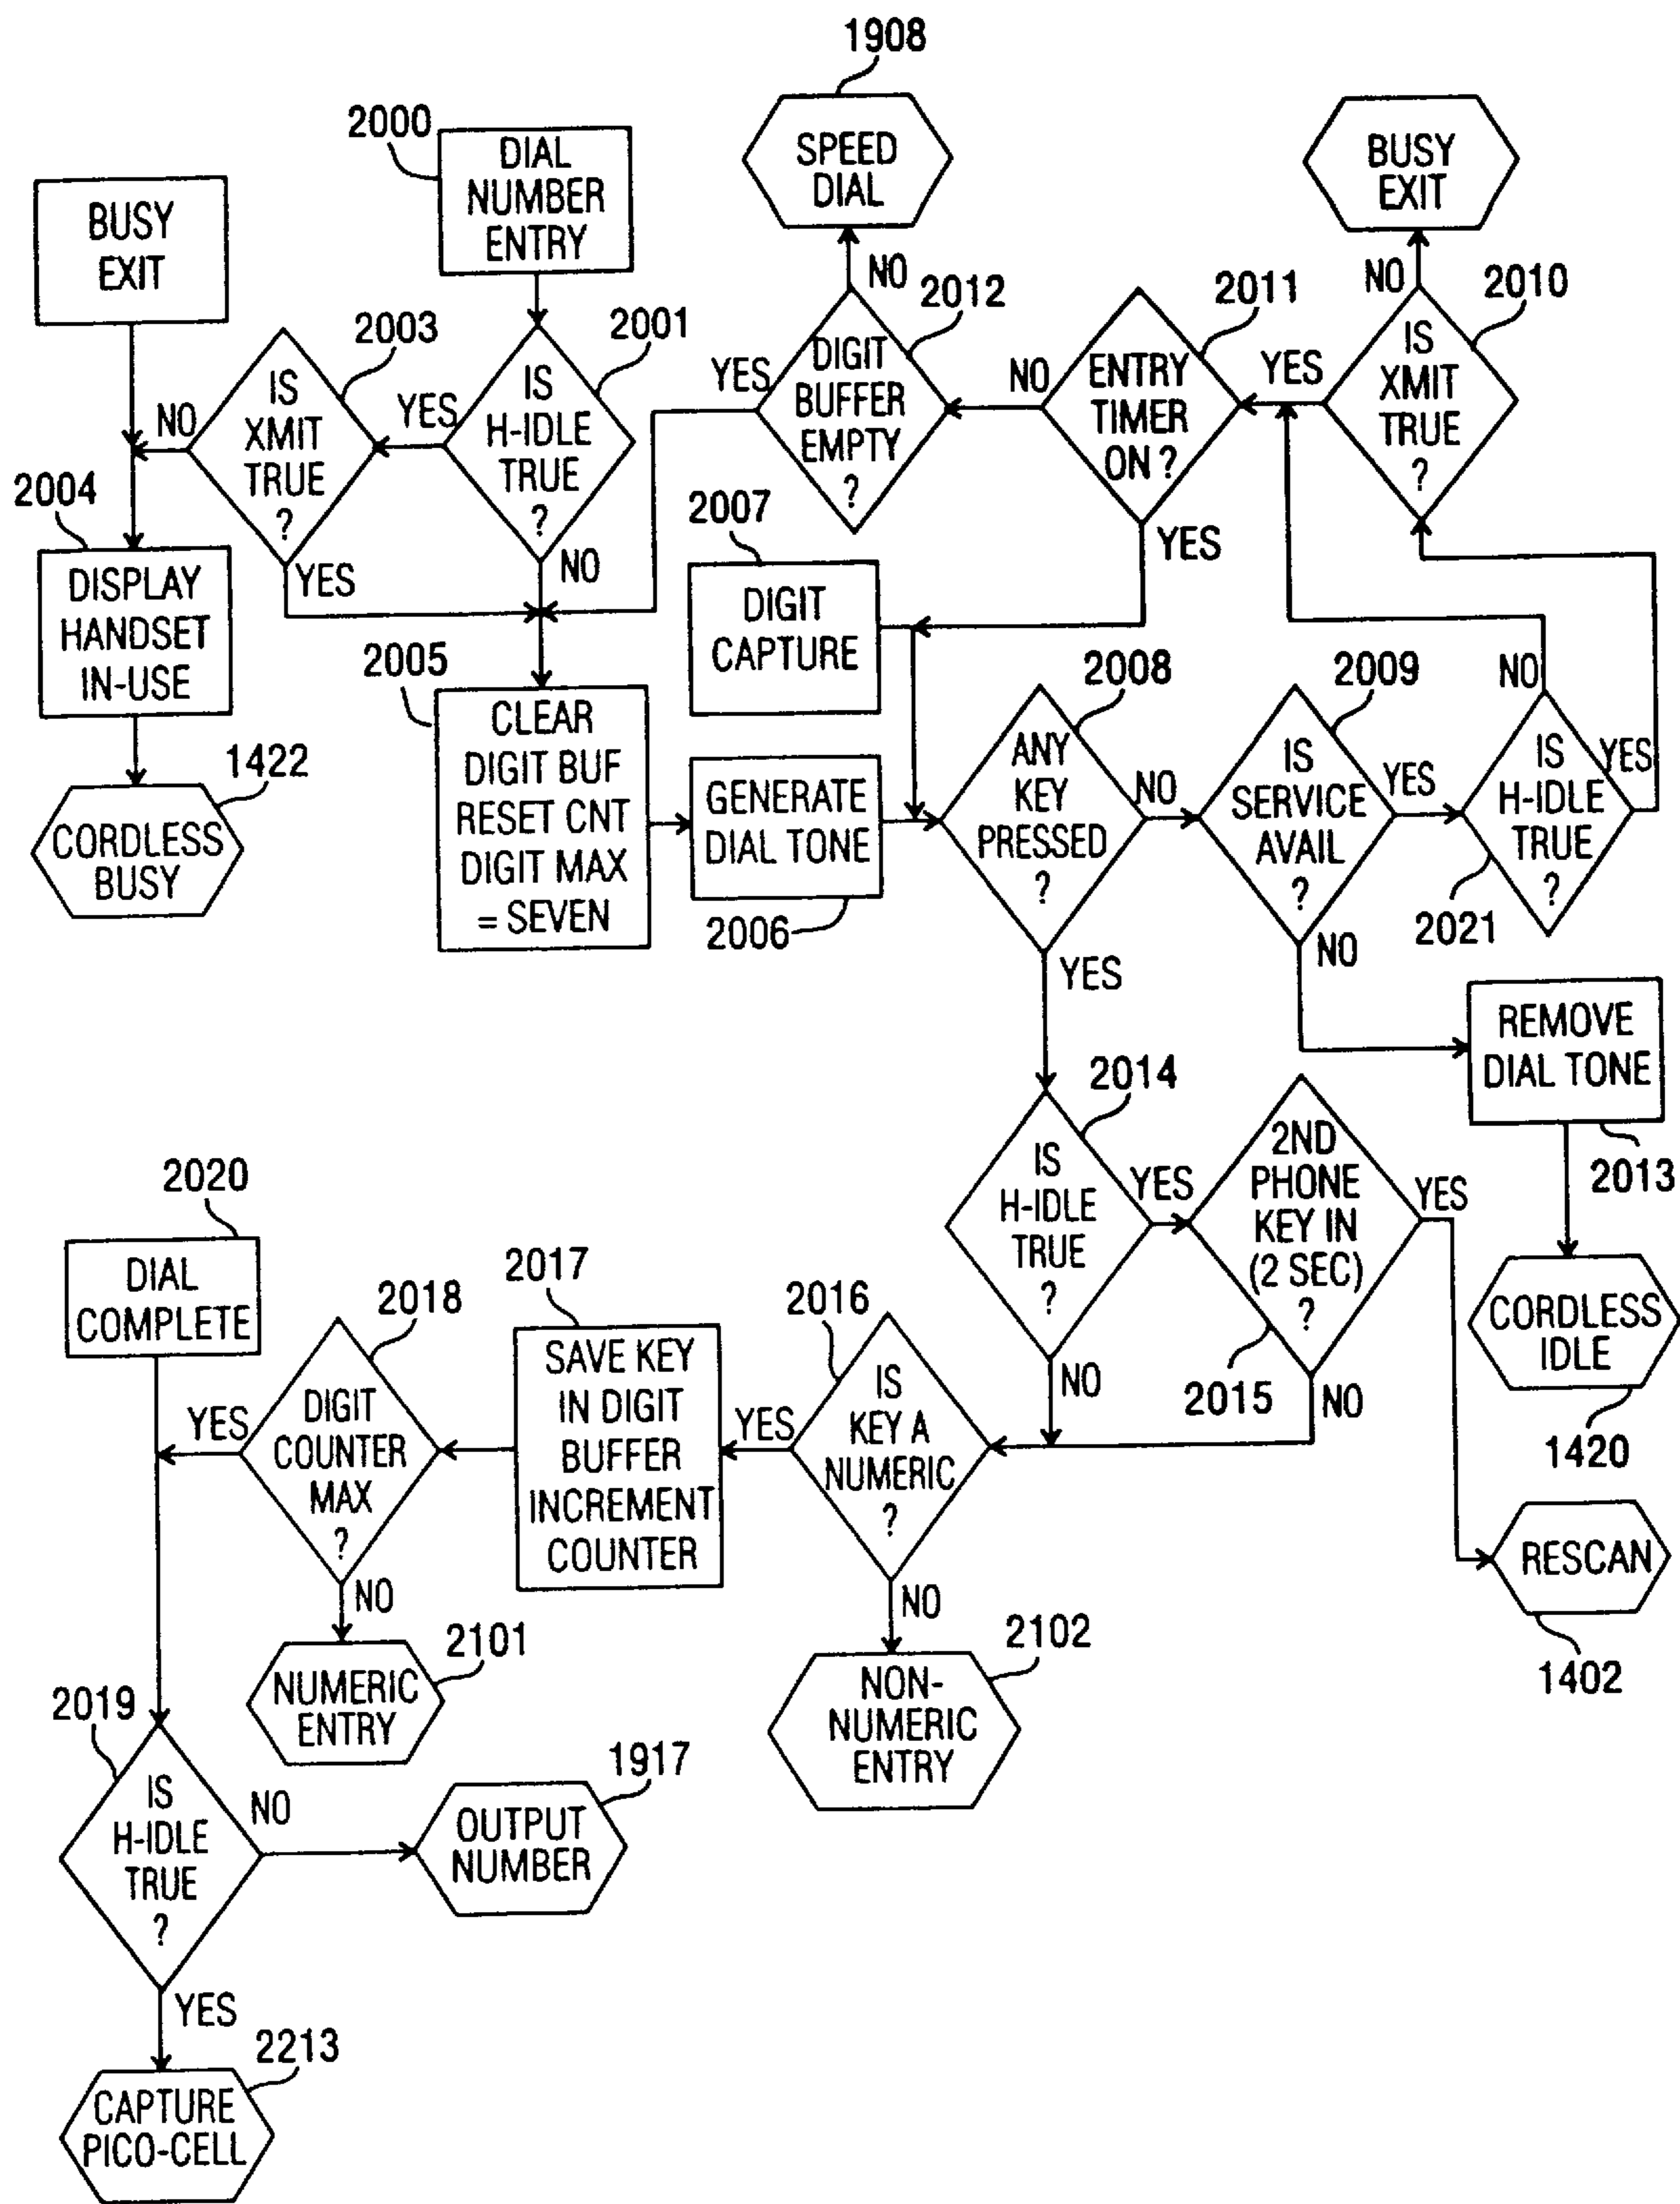 1908
SPEED
DIAL
BUSY
EXIT
2000
DIAL
NUMBER
ENTRY
BUSY
EXIT
NO
NO
2003
2001
2012
2011
2010
IS
XMIT
TRUE
?
NO
YES
IS
H-IDLE
TRUE
?
YES
NO
YES
DIGIT
BUFFER
EMPTY
?
NO
ENTRY
TIMER
ON ?
YES
YES
IS
XMIT
TRUE
?
2004
DISPLAY
HANDSET
IN-USE
1422
CORDLESS
BUSY
2005
CLEAR
DIGIT BUF
RESET CNT
DIGIT MAX
= SEVEN
2007
DIGIT
CAPTURE
GENERATE
DIAL TONE
2006
2008
ANY
KEY
PRESSED
?
NO
YES
2009
IS
SERVICE
AVAIL
?
YES
NO
NO
IS
H-IDLE
TRUE
?
YES
2021
REMOVE
DIAL TONE
2013
CORDLESS
IDLE
1420
2014
IS
H-IDLE
TRUE
?
YES
NO
2ND
PHONE
KEY IN
(2 SEC)
?
YES
2015
NO
RESCAN
1402
2020
DIAL
COMPLETE
2018
DIGIT
COUNTER
MAX
?
YES
NO
2017
SAVE KEY
IN DIGIT
BUFFER
INCREMENT
COUNTER
2016
IS
KEY A
NUMERIC
?
YES
NO
2101
NUMERIC
ENTRY
2102
NON-
NUMERIC
ENTRY
2019
IS
H-IDLE
TRUE
?
NO
1917
OUTPUT
NUMBER
YES
2213
CAPTURE
PICO-CELL